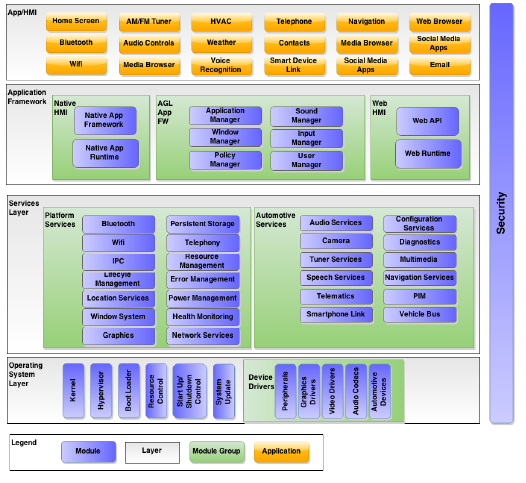 App/HMI
Home Screen
AM/FM Tuner
HVAC
Telephone
Navigation
Web Browser
Bluetooth
Audio Controls
Weather
Contacts
Media Browser
Social Media
Apps
Wifi
Media Browser
Voice
Recognition
Smart Device
Link
Social Media
Apps
Email
Application
Framework
Native
HMI
Native App
Framework
Native App
Runtime
AGL
App
FW
Application
Manager
Sound
Manager
Window
Manager
Input
Manager
Policy
Manager
User
Manager
Web
HMI
Web API
Web Runtime
Services
Layer
Platform
Services
Bluetooth
Persistent Storage
Wifi
Telephony
IPC
Resource
Management
Lifecyle
Management
Error Management
Location Services
Power Management
Window System
Health Monitoring
Graphics
Network Services
Automotive
Services
Audio Services
Configuration
Services
Camera
Diagnostics
Tuner Services
Multimedia
Speech Services
Navigation Services
Telematics
PIM
Smartphone Link
Vehicle Bus
Operating
System
Layer
Kernel
Hypervisor
Boot Loader
Resource
Control
Start Up/
Shutdown
Control
System
Update
Device
Drivers
Peripherals
Graphics
Drivers
Video Drivers
Audio Codecs
Automotive
Devices
Security
Legend
Module
Layer
Module Group
Application